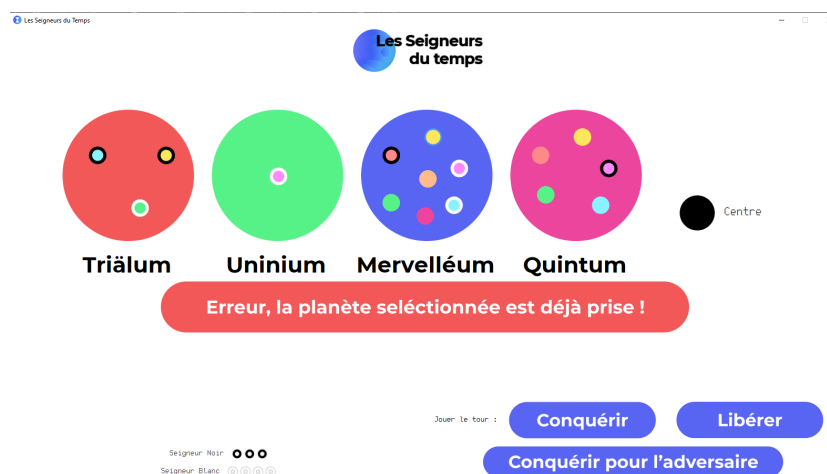 Les Seigneurs du Temps
Les Seigneurs
du temps
Centre
Triälum Uninium Mervelléum Quintum
Erreur, la planète seléctionnée est déjà prise !
Jouer le tour : Conquérir Libérer
Seigneur Noir
Conquérir pour l'adversaire
Seigneur Blanc